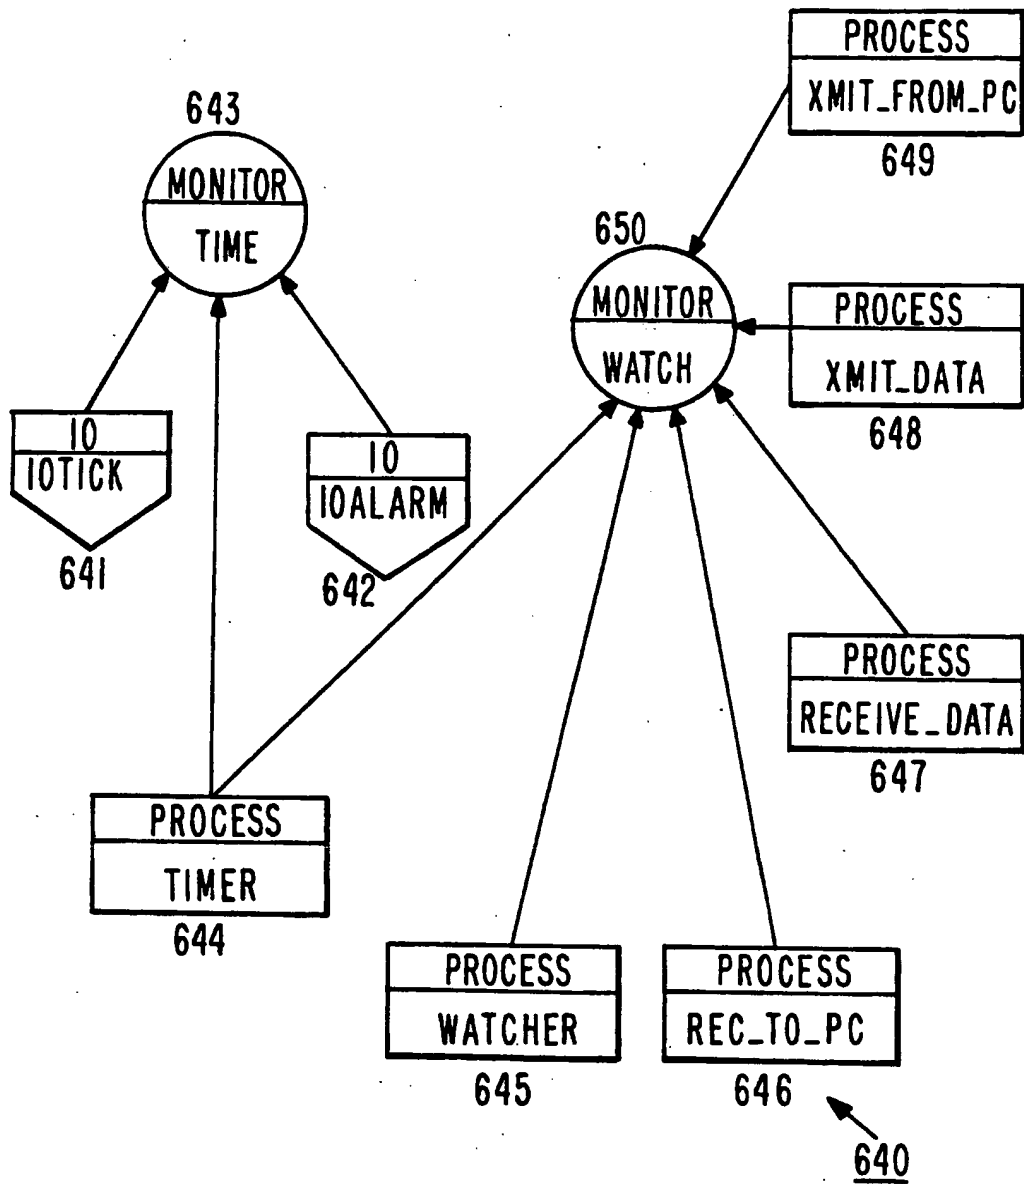 PROCESS
XMIT_FROM_PC
649
643
MONITOR
TIME
650
MONITOR
WATCH
PROCESS
XMIT_DATA
648
IO
IOTICK
641
IO
IOALARM
642
PROCESS
RECEIVE_DATA
647
PROCESS
TIMER
644
PROCESS
WATCHER
645
PROCESS
REC_TO_PC
646
640